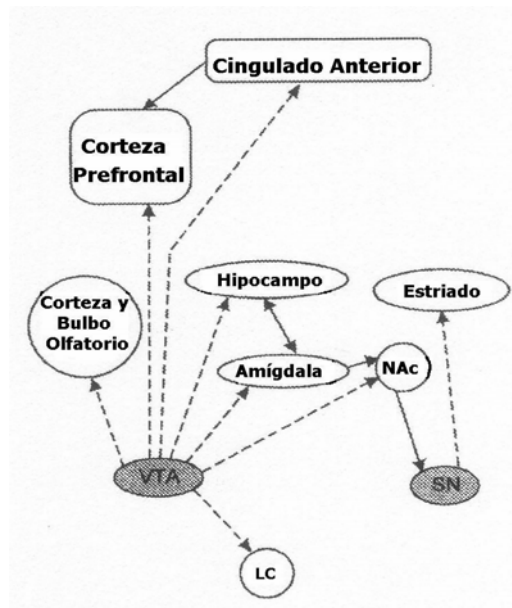 Cingulado Anterior
Corteza
Prefrontal
Hipocampo
Estriado
Corteza y
Bulbo
Olfatorio
Amígdala
NAc
VTA
SN
LC